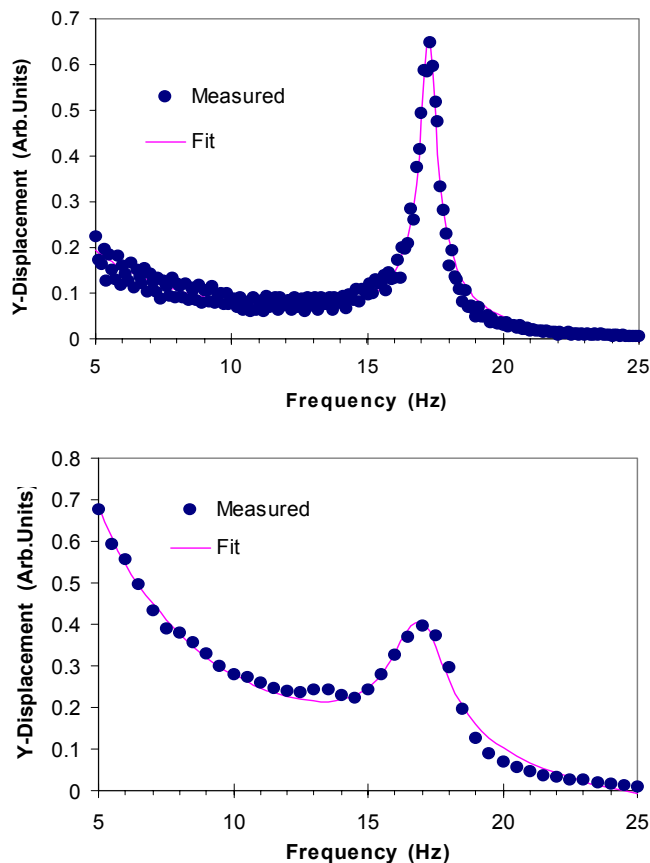 0.7
0.6
0.5
0.4
0.3
0.2
0.1
0
Y-Displacement (Arb.Units)
Measured
Fit
5 10 15 20 25
Frequency (Hz)
0.8
0.7
0.6
0.5
0.4
0.3
0.2
0.1
0
Y-Displacement (Arb.Units)
Measured
Fit
5 10 15 20 25
Frequency (Hz)